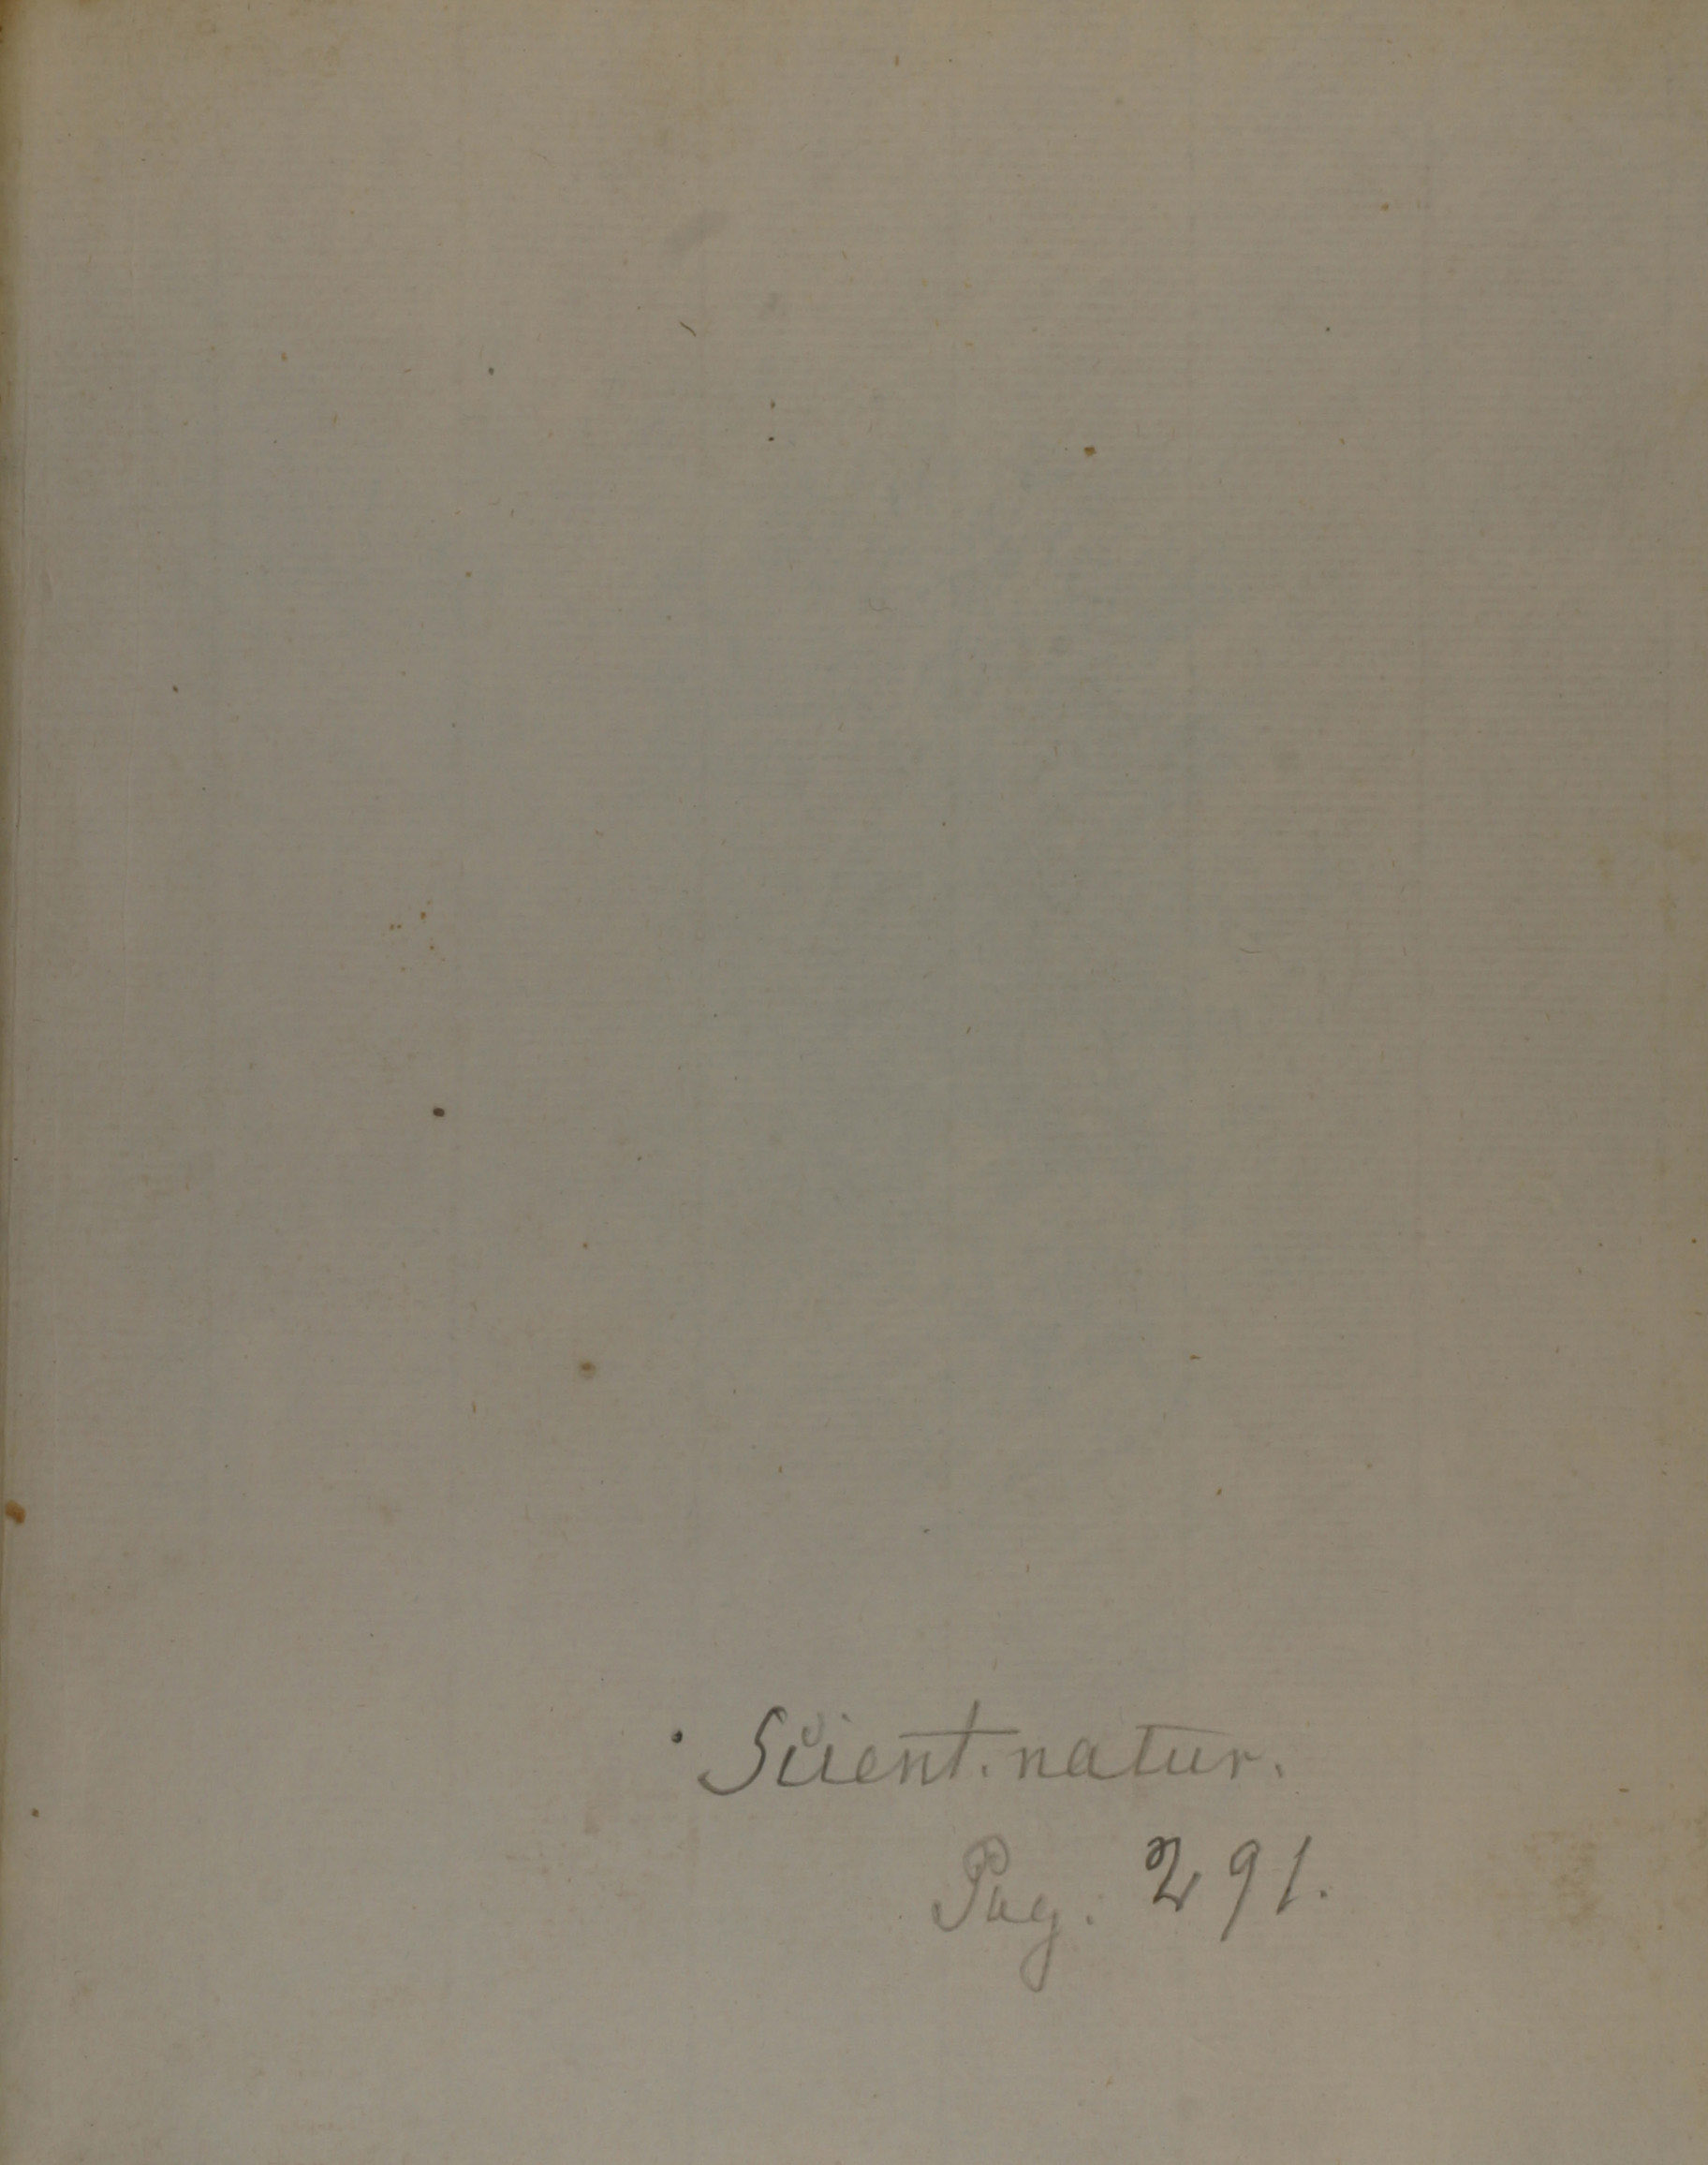 Scient. natur.
Pag: 291.